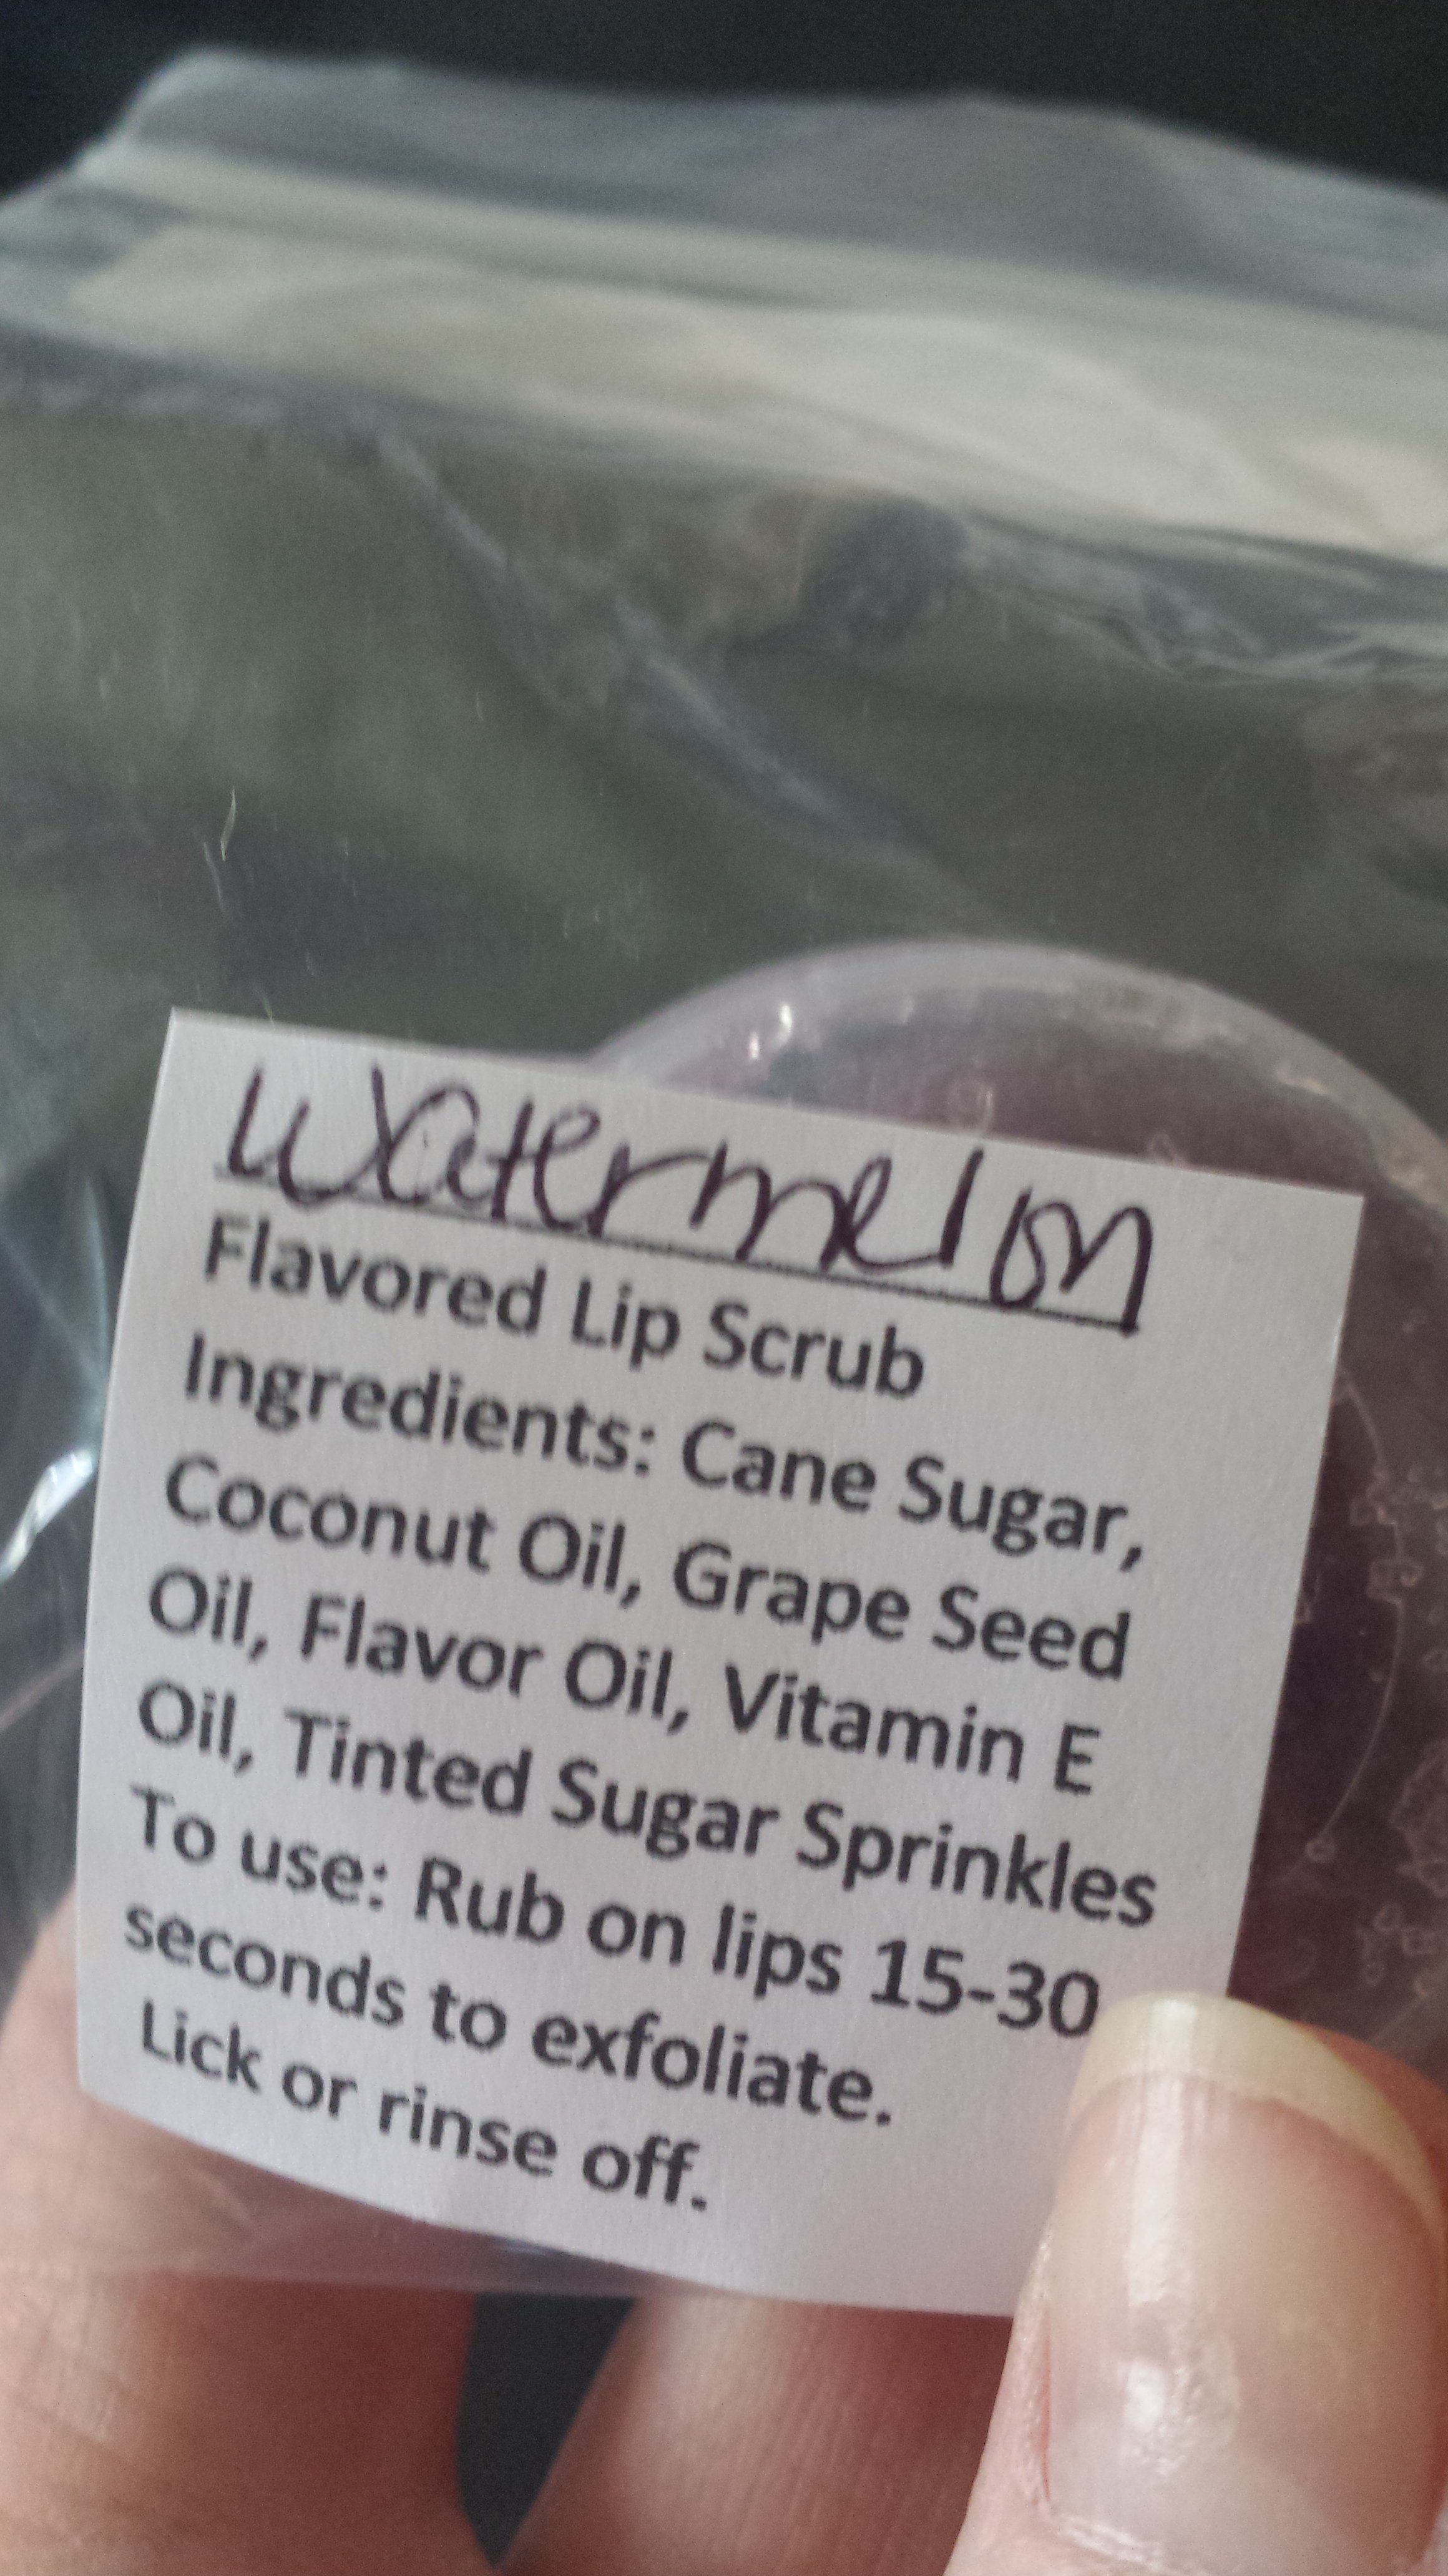 Watermelon
Flavored Lip Scrub
Ingredients: Cane Sugar,
Coconut Oil, Grape Seed
Oil, Flavor Oil, Vitamin E
Oil, Tinted Sugar Sprinkles
To use: Rub on lips 15-30
seconds to exfoliate.
Lick or rinse off.